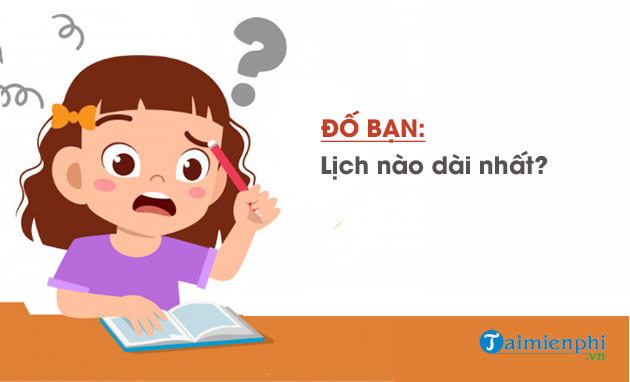 ĐỐ BẠN:
Lịch nào dài nhất?
Taimienphi
.vn